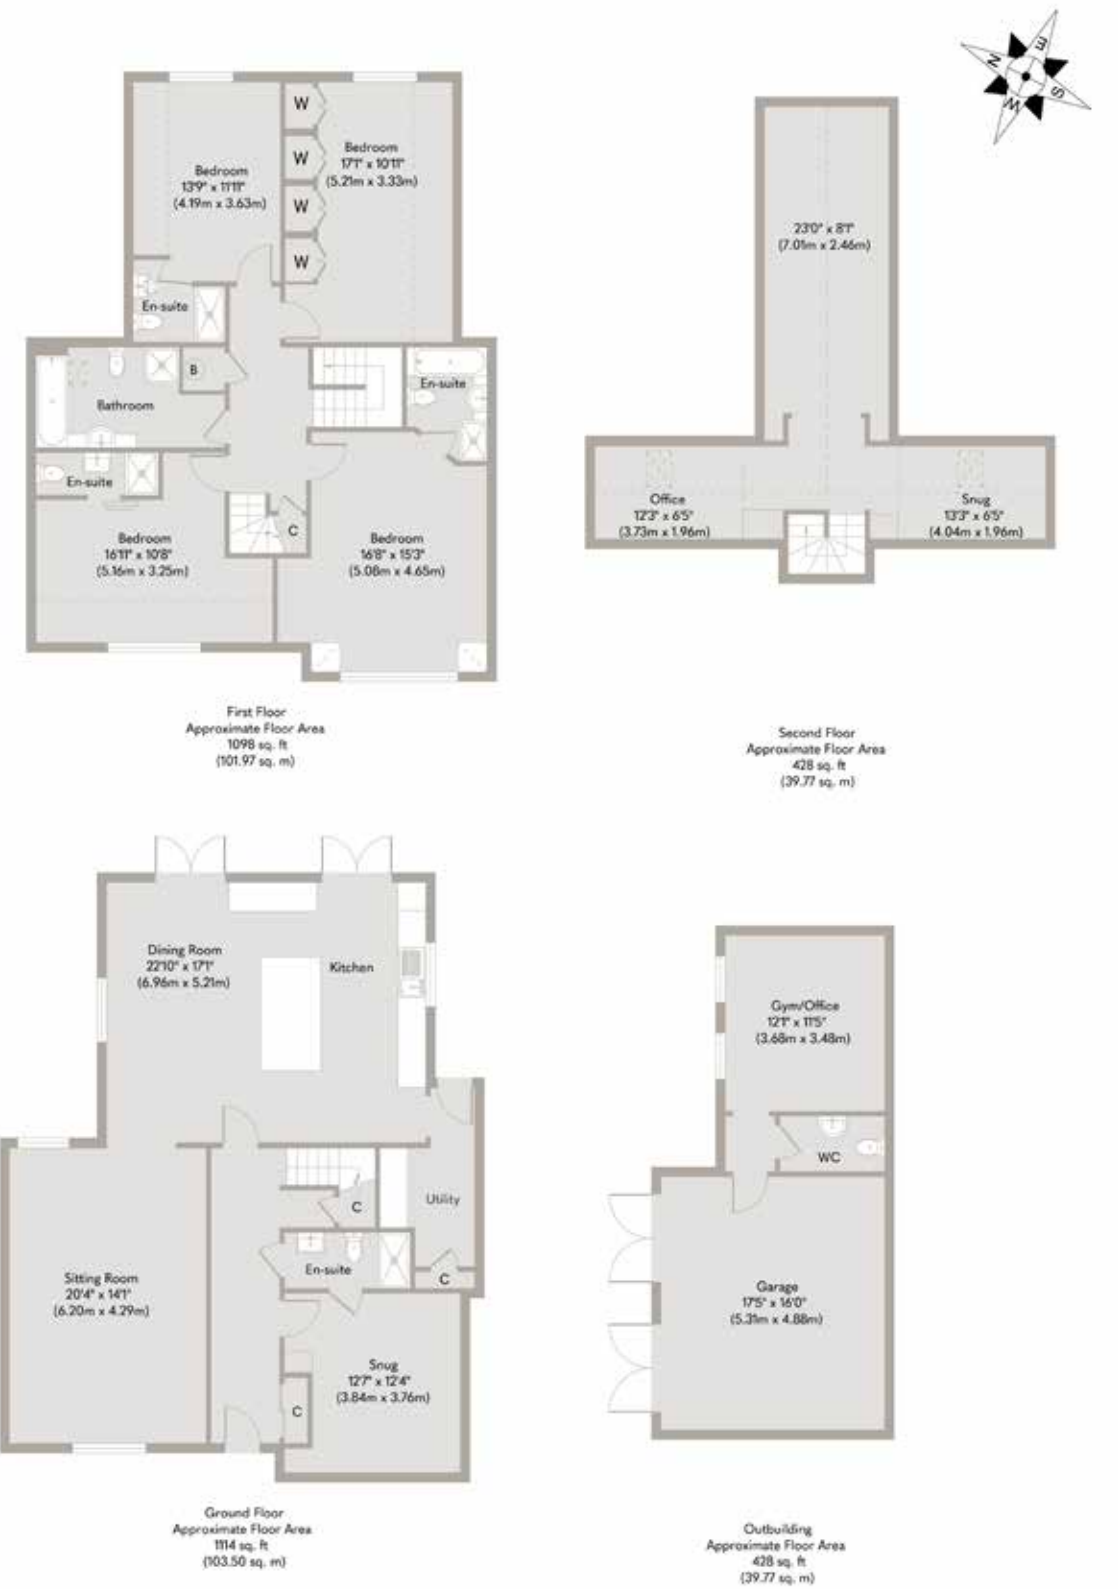 N
E
S
W
W
W
W
W
Bedroom
13'9" x 11'11"
(4.19m x 3.63m)
Bedroom
17'1" x 10'11"
(5.21m x 3.33m)
En-suite
B
Bathroom
En-suite
En-suite
Bedroom
16'11" x 10'8"
(5.16m x 3.25m)
C
Bedroom
16'8" x 15'3"
(5.08m x 4.65m)
First Floor
Approximate Floor Area
1098 sq. ft
(101.97 sq. m)
23'0" x 8'1"
(7.01m x 2.46m)
Office
12'3" x 6'5"
(3.73m x 1.96m)
Snug
13'3" x 6'5"
(4.04m x 1.96m)
Second Floor
Approximate Floor Area
428 sq. ft
(39.77 sq. m)
Dining Room
22'10" x 17'1"
(6.96m x 5.21m)
Kitchen
Utility
C
C
En-suite
Sitting Room
20'4" x 14'1"
(6.20m x 4.29m)
Snug
12'7" x 12'4"
(3.84m x 3.76m)
C
Ground Floor
Approximate Floor Area
1114 sq. ft
(103.50 sq. m)
Gym/Office
12'1" x 11'5"
(3.68m x 3.48m)
WC
Garage
17'5" x 16'0"
(5.31m x 4.88m)
Outbuilding
Approximate Floor Area
428 sq. ft
(39.77 sq. m)